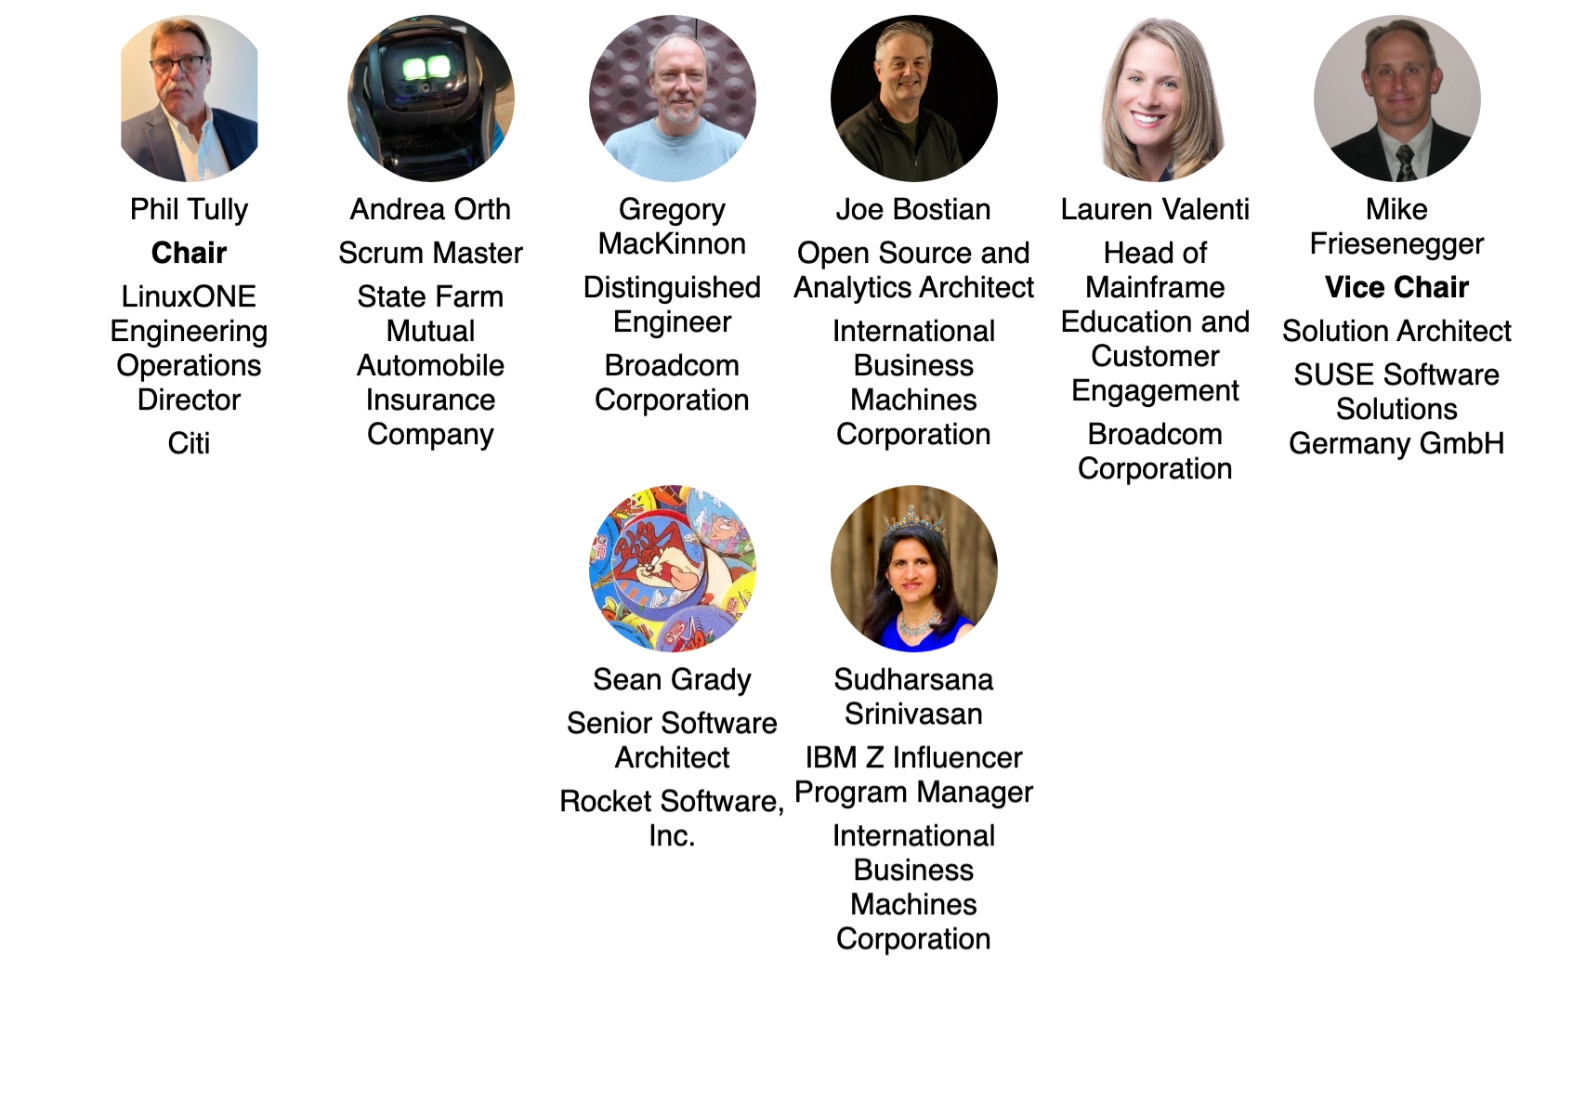 Phil Tully
Chair
LinuxONE
Engineering
Operations
Director
Citi
Andrea Orth
Scrum Master
State Farm
Mutual
Automobile
Insurance
Company
Gregory
MacKinnon
Distinguished
Engineer
Broadcom
Corporation
Joe Bostian
Open Source and
Analytics Architect
International
Business
Machines
Corporation
Lauren Valenti
Head of
Mainframe
Education and
Customer
Engagement
Broadcom
Corporation
Mike
Friesenegger
Vice Chair
Solution Architect
SUSE Software
Solutions
Germany GmbH
Sean Grady
Senior Software
Architect
Rocket Software,
Inc.
Sudharsana
Srinivasan
IBM Z Influencer
Program Manager
International
Business
Machines
Corporation